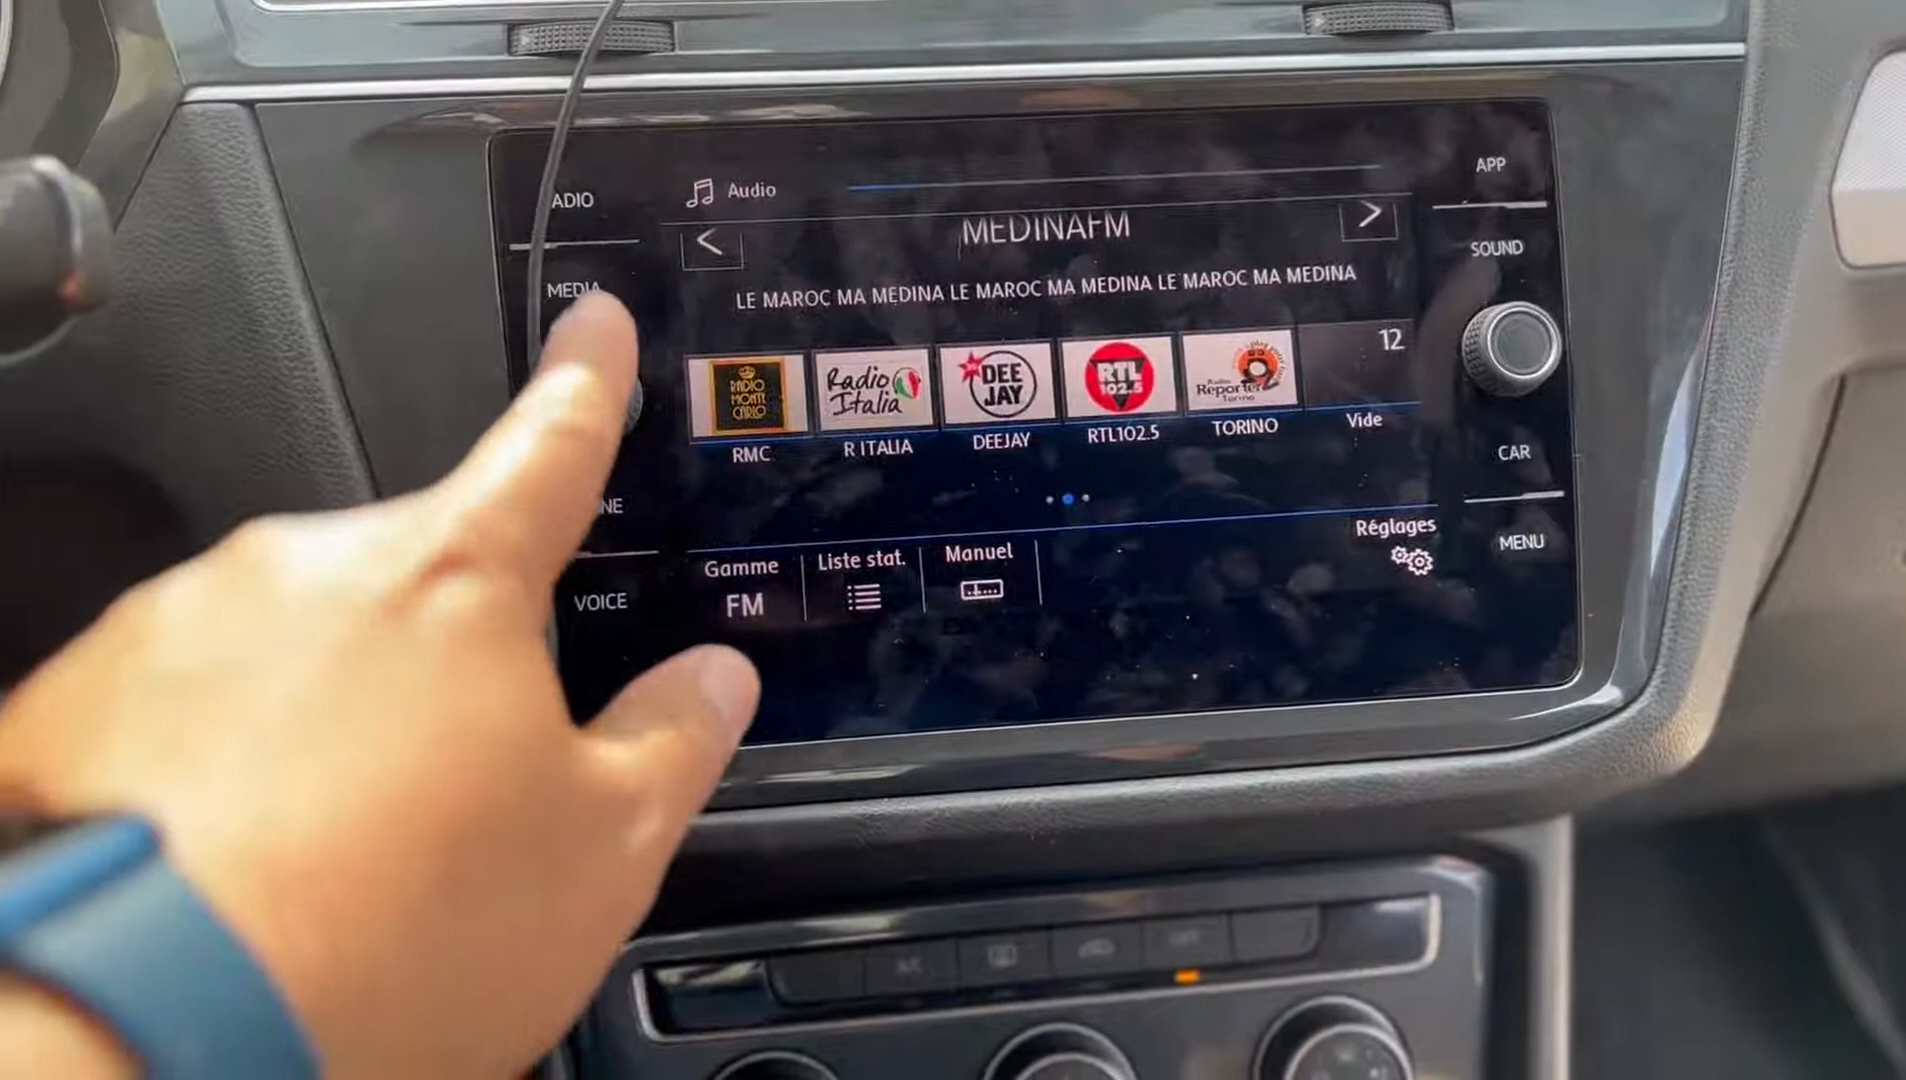 ADIO
Audio
APP
MEDINAFM
SOUND
MEDIA
LE MAROC MA MEDINA LE MAROC MA MEDINA LE MAROC MA MEDINA
RADIO
MONTE
CARLO
Radio
Italia
DEE
JAY
RTL
102.5
Radio
Reporter
Torino
12
RMC
R ITALIA
DEEJAY
RTL102.5
TORINO
Vide
CAR
NE
Réglages
MENU
VOICE
Gamme
FM
Liste stat.
Manuel